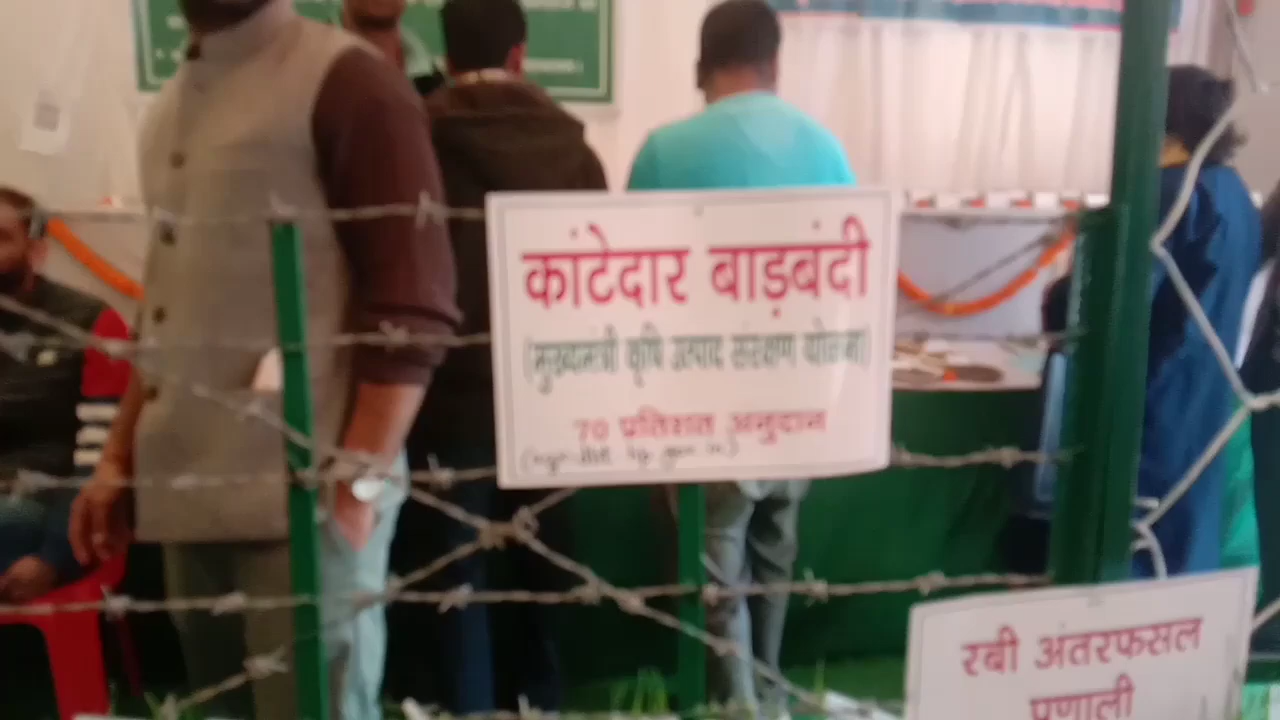 कांटेदार बाड़बंदी
(मुख्यमंत्री कृषि उत्पाद संरक्षण योजना)
70 प्रतिशत अनुदान
रबी अंतरफसल
प्रणाली